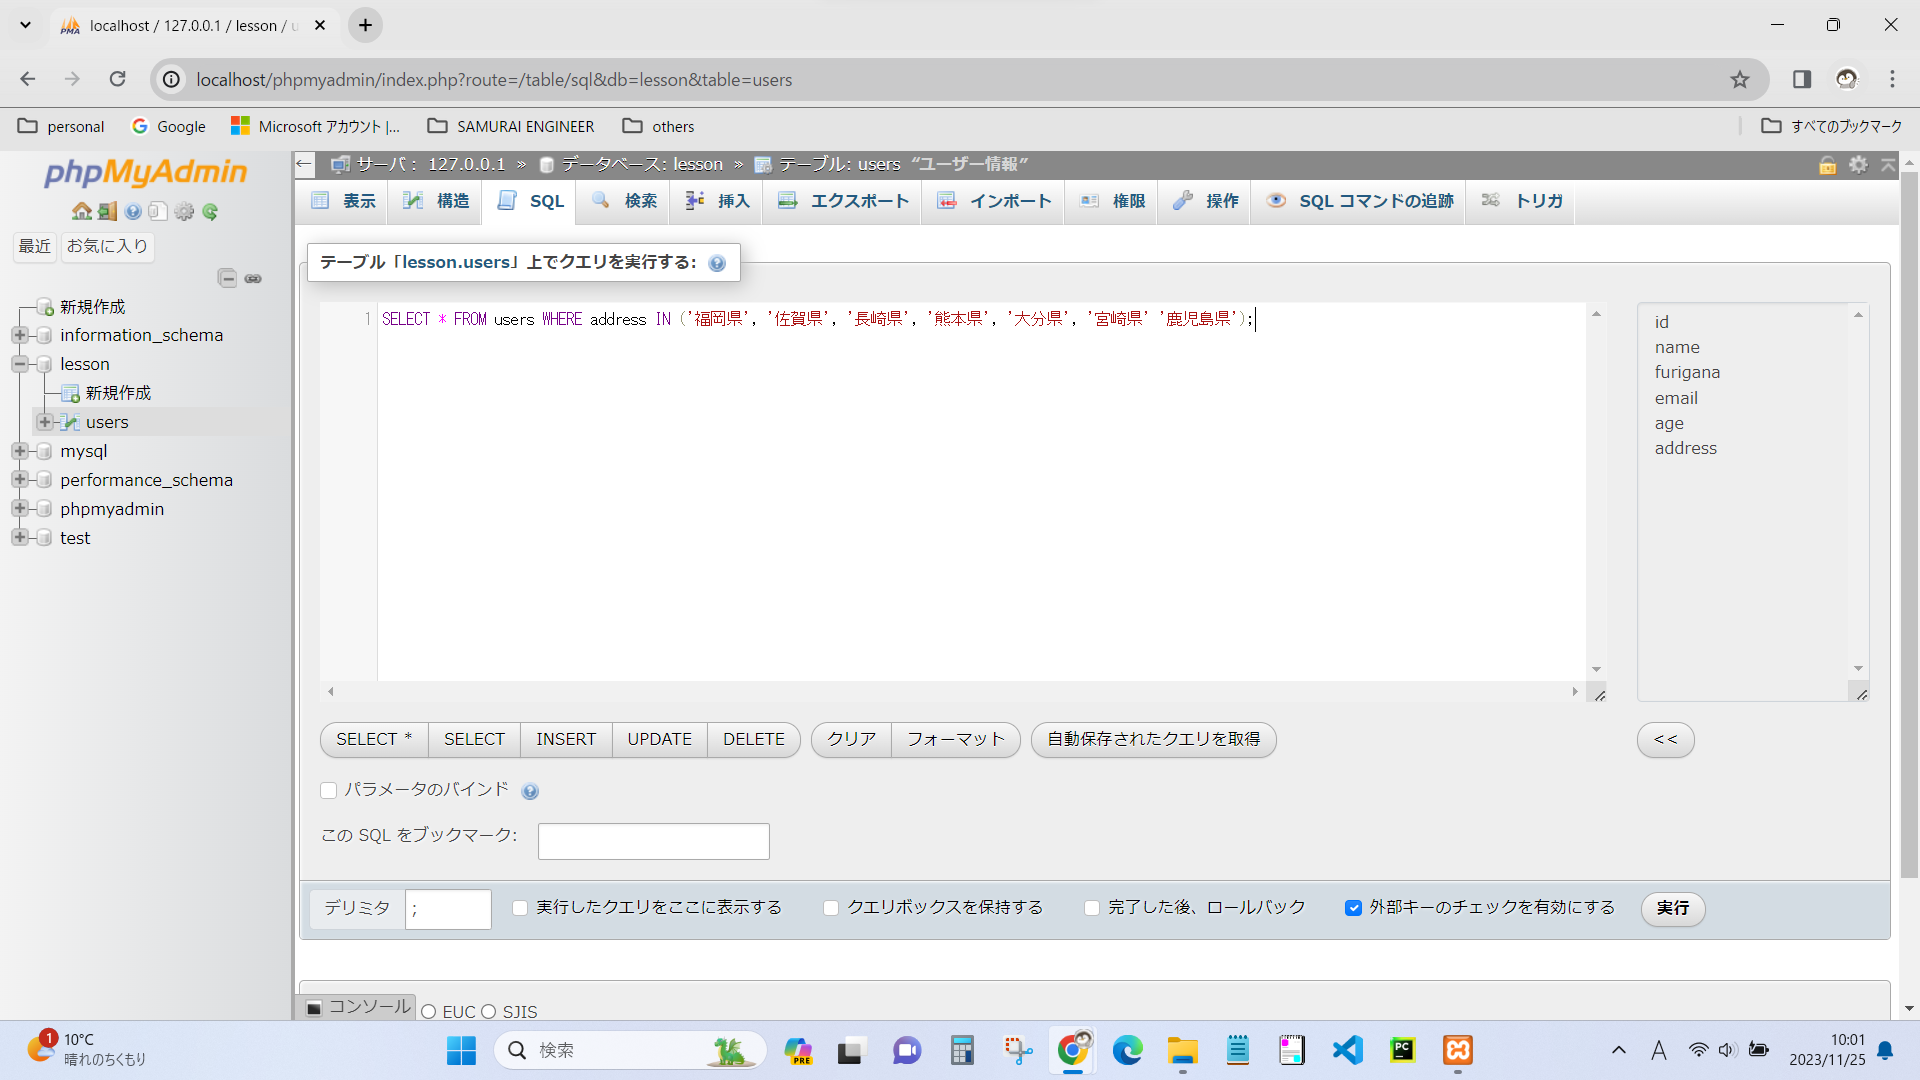 localhost / 127.0.0.1 / lesson / u
localhost/phpmyadmin/index.php?route=/table/sql&db=lesson&table=users
personal
Google
Microsoft アカウント |...
SAMURAI ENGINEER
others
すべてのブックマーク
phpMyAdmin
最近
お気に入り
新規作成
information_schema
lesson
新規作成
users
mysql
performance_schema
phpmyadmin
test
サーバ: 127.0.0.1 » データベース: lesson » テーブル: users “ユーザー情報”
表示
構造
SQL
検索
挿入
エクスポート
インポート
権限
操作
SQL コマンドの追跡
トリガ
テーブル「lesson.users」上でクエリを実行する:
1 SELECT * FROM users WHERE address IN ('福岡県', '佐賀県', '長崎県', '熊本県', '大分県', '宮崎県' '鹿児島県');
id
name
furigana
email
age
address
SELECT *
SELECT
INSERT
UPDATE
DELETE
クリア
フォーマット
自動保存されたクエリを取得
<<
パラメータのバインド
この SQL をブックマーク:
デリミタ
;
実行したクエリをここに表示する
クエリボックスを保持する
完了した後、ロールバック
外部キーのチェックを有効にする
実行
コンソール
EUC
SJIS
1
10°C
晴れのちくもり
検索
PRE
PC
A
10:01
2023/11/25